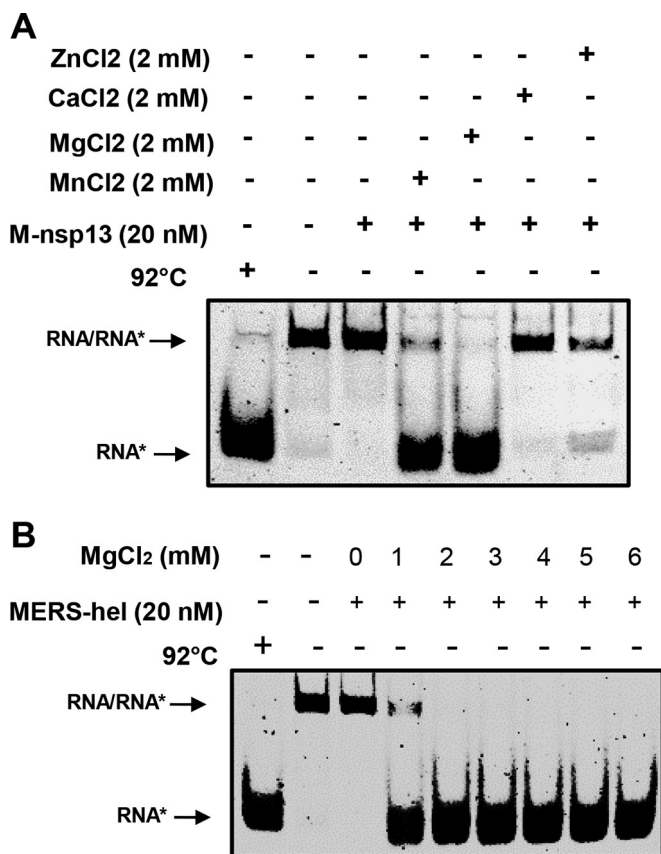 A
ZnCl2 (2 mM) - - - - - - +
CaCl2 (2 mM) - - - - - + -
MgCl2 (2 mM) - - - - + - -
MnCl2 (2 mM) - - - + - - -
M-nsp13 (20 nM) - - + + + + +
92°C + - - - - - -
RNA/RNA*
RNA*
B
MgCl₂ (mM) - - 0 1 2 3 4 5 6
MERS-hel (20 nM) - - + + + + + + +
92°C + - - - - - - - -
RNA/RNA*
RNA*